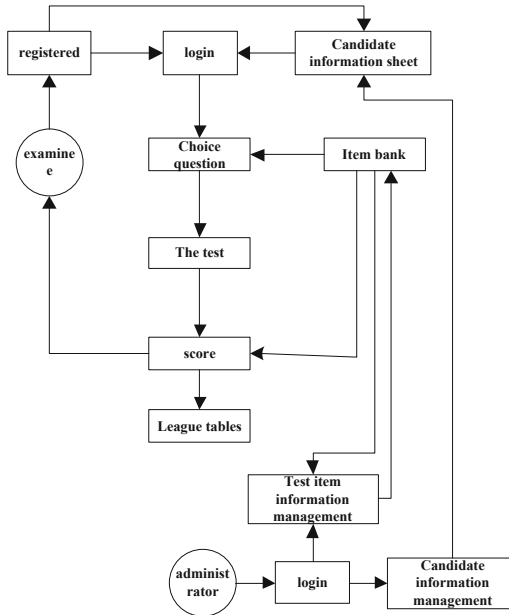 registered
login
Candidate
information sheet
examine
e
Choice
question
Item bank
The test
score
League tables
Test item
information
management
administ
rator
login
Candidate
information
management